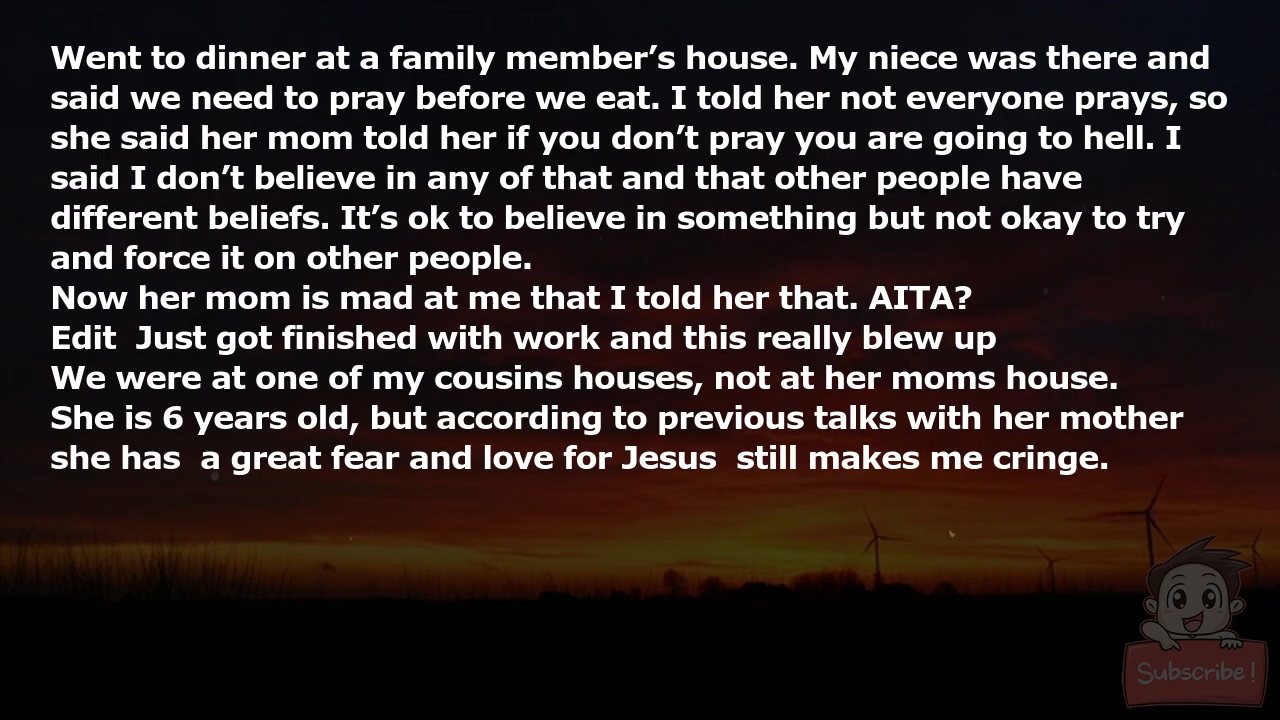 Went to dinner at a family member’s house. My niece was there and
said we need to pray before we eat. I told her not everyone prays, so
she said her mom told her if you don’t pray you are going to hell. I
said I don’t believe in any of that and that other people have
different beliefs. It’s ok to believe in something but not okay to try
and force it on other people.
Now her mom is mad at me that I told her that. AITA?
Edit  Just got finished with work and this really blew up
We were at one of my cousins houses, not at her moms house.
She is 6 years old, but according to previous talks with her mother
she has  a great fear and love for Jesus  still makes me cringe.
Subscribe!